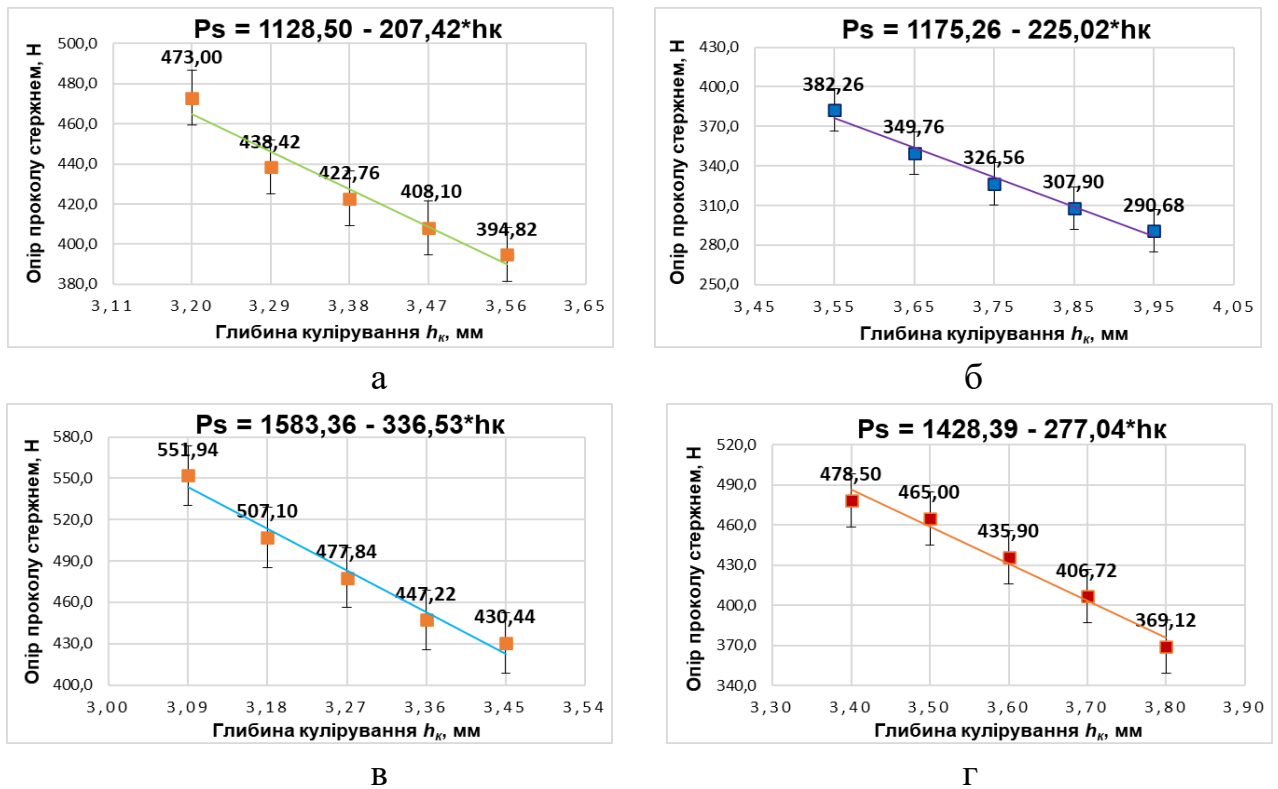 Ps = 1128,50 - 207,42*hк
Опір проколу стержнем, Н
500,0
480,0
460,0
440,0
420,0
400,0
380,0
473,00
438,42
422,76
408,10
394,82
3,11 3,20 3,29 3,38 3,47 3,56 3,65
Глибина кулірування hк, мм
а
Ps = 1175,26 - 225,02*hк
Опір проколу стержнем, Н
430,0
400,0
370,0
340,0
310,0
280,0
250,0
382,26
349,76
326,56
307,90
290,68
3,45 3,55 3,65 3,75 3,85 3,95 4,05
Глибина кулірування hк, мм
б
Ps = 1583,36 - 336,53*hк
Опір проколу стержнем, Н
580,0
550,0
520,0
490,0
460,0
430,0
400,0
551,94
507,10
477,84
447,22
430,44
3,00 3,09 3,18 3,27 3,36 3,45 3,54
Глибина кулірування hк, мм
в
Ps = 1428,39 - 277,04*hк
Опір проколу стержнем, Н
520,0
490,0
460,0
430,0
400,0
370,0
340,0
478,50
465,00
435,90
406,72
369,12
3,30 3,40 3,50 3,60 3,70 3,80 3,90
Глибина кулірування hк, мм
г